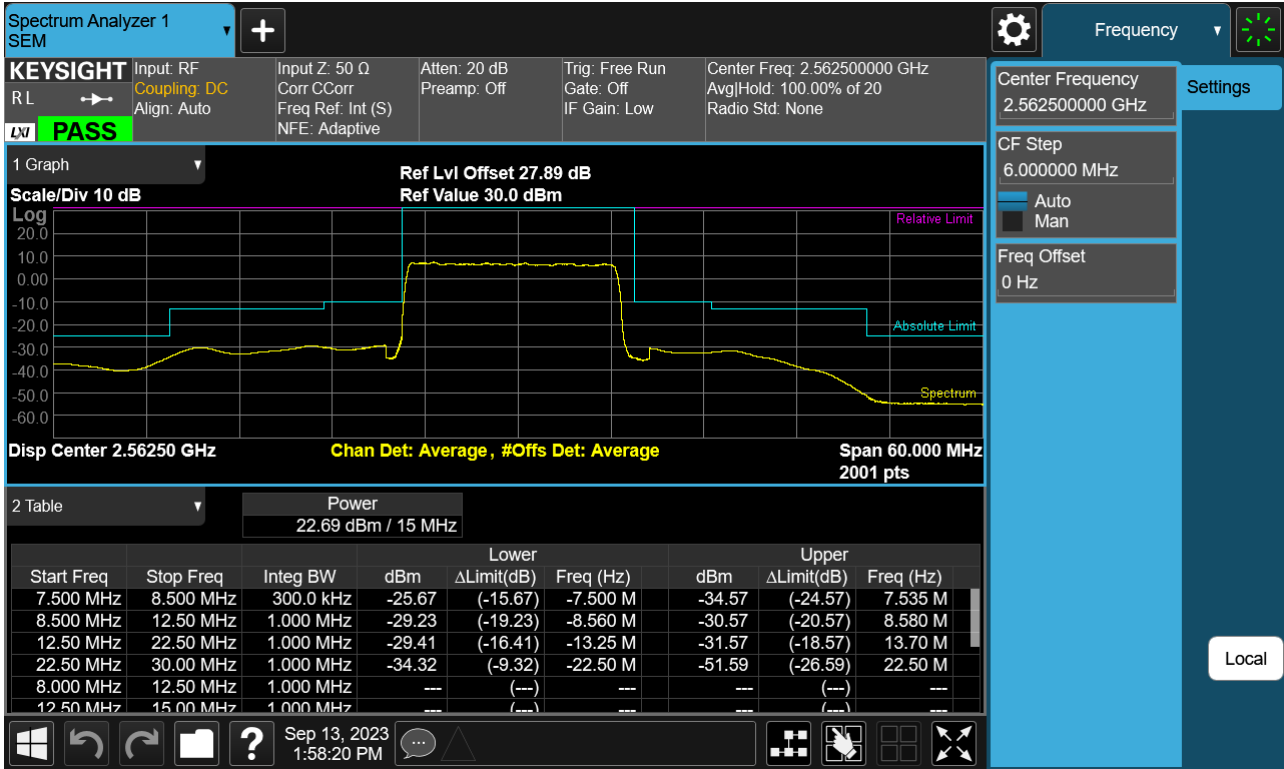 Spectrum Analyzer 1
SEM
Frequency
KEYSIGHT
R L
LXI
PASS
Input: RF
Coupling: DC
Align: Auto
Input Z: 50 Ω
Corr CCorr
Freq Ref: Int (S)
NFE: Adaptive
Atten: 20 dB
Preamp: Off
Trig: Free Run
Gate: Off
IF Gain: Low
Center Freq: 2.562500000 GHz
Avg|Hold: 100.00% of 20
Radio Std: None
Center Frequency
2.562500000 GHz
Settings
CF Step
6.000000 MHz
Auto
Man
Freq Offset
0 Hz
Local
1 Graph
Ref Lvl Offset 27.89 dB
Scale/Div 10 dB
Ref Value 30.0 dBm
Log
Relative Limit
20.0
10.0
0.00
-10.0
-20.0
Absolute Limit
-30.0
-40.0
-50.0
Spectrum
-60.0
Disp Center 2.56250 GHz
Chan Det: Average , #Offs Det: Average
Span 60.000 MHz
2001 pts
2 Table
Power
22.69 dBm / 15 MHz
Lower Upper
Start Freq Stop Freq Integ BW dBm ΔLimit(dB) Freq (Hz) dBm ΔLimit(dB) Freq (Hz)
7.500 MHz 8.500 MHz 300.0 kHz -25.67 (-15.67) -7.500 M -34.57 (-24.57) 7.535 M
8.500 MHz 12.50 MHz 1.000 MHz -29.23 (-19.23) -8.560 M -30.57 (-20.57) 8.580 M
12.50 MHz 22.50 MHz 1.000 MHz -29.41 (-16.41) -13.25 M -31.57 (-18.57) 13.70 M
22.50 MHz 30.00 MHz 1.000 MHz -34.32 (-9.32) -22.50 M -51.59 (-26.59) 22.50 M
8.000 MHz 12.50 MHz 1.000 MHz --- (---) --- --- (---) ---
12.50 MHz 15.00 MHz 1.000 MHz --- (---) --- --- (---) ---
?
Sep 13, 2023
1:58:20 PM